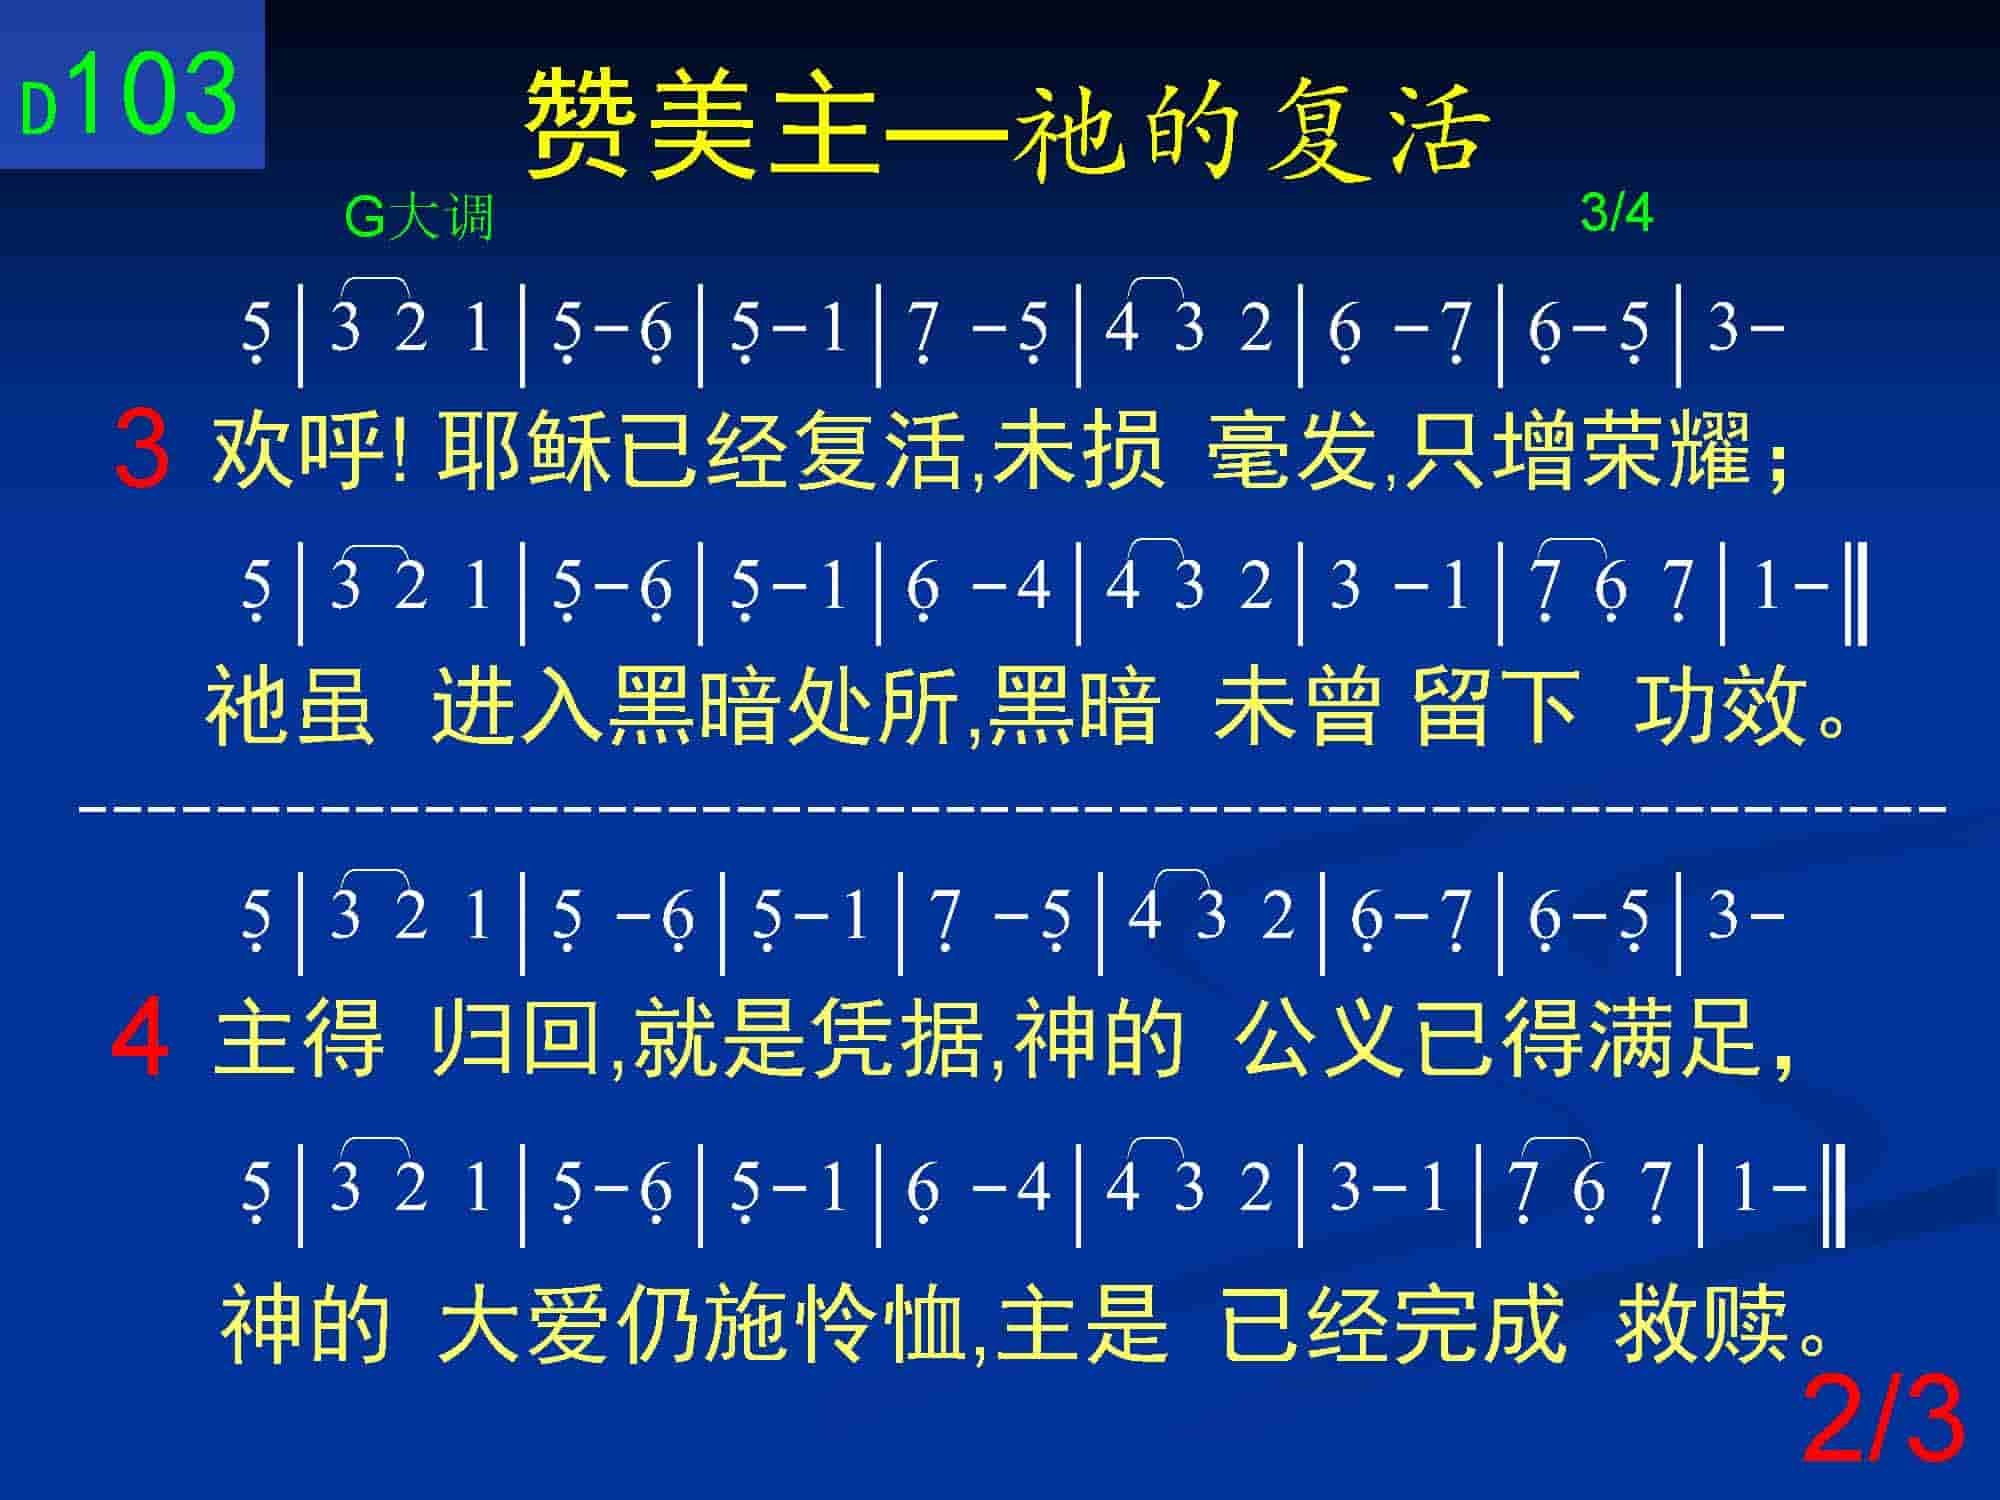 D103
赞美主—祂的复活
G大调 3/4
5̣ | 3 2 1 | 5̣ - 6̣ | 5̣ - 1 | 7̣ - 5̣ | 4 3 2 | 6̣ - 7̣ | 6̣ - 5̣ | 3 -
3 欢呼! 耶稣已经复活,未损 毫发,只增荣耀；
5̣ | 3 2 1 | 5̣ - 6̣ | 5̣ - 1 | 6̣ - 4 | 4 3 2 | 3 - 1 | 7̣ 6̣ 7̣ | 1 - ‖
祂虽 进入黑暗处所,黑暗 未曾 留下 功效。
5̣ | 3 2 1 | 5̣ - 6̣ | 5̣ - 1 | 7̣ - 5̣ | 4 3 2 | 6̣ - 7̣ | 6̣ - 5̣ | 3 -
4 主得 归回,就是凭据,神的 公义已得满足，
5̣ | 3 2 1 | 5̣ - 6̣ | 5̣ - 1 | 6̣ - 4 | 4 3 2 | 3 - 1 | 7̣ 6̣ 7̣ | 1 - ‖
神的 大爱仍施怜恤,主是 已经完成 救赎。
2/3